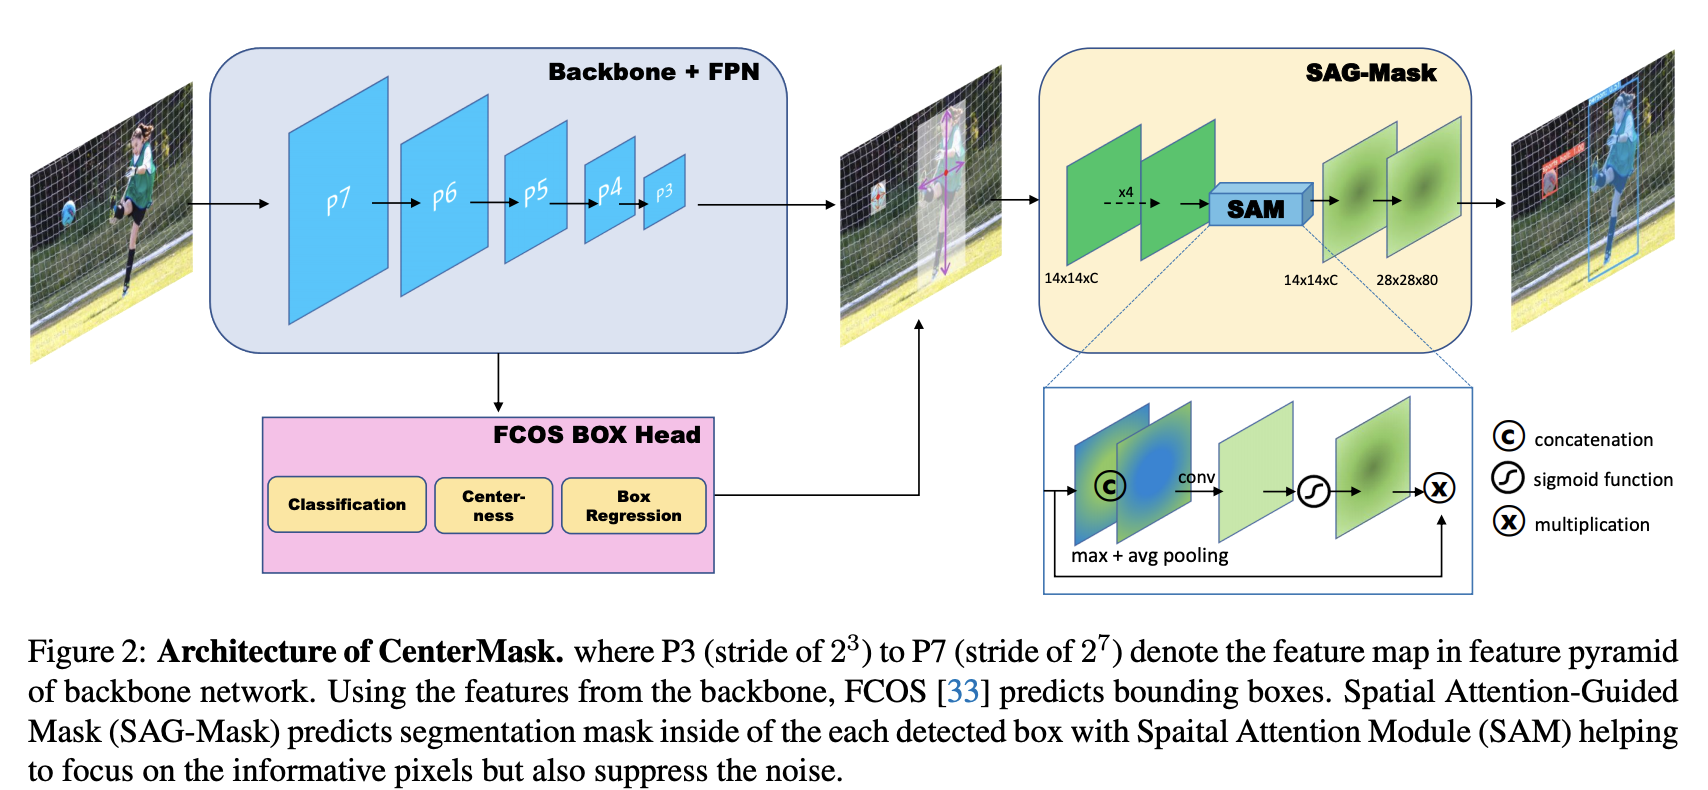 Backbone + FPN
P7
P6
P5
P4
P3
SAG-Mask
x4
SAM
14x14xC
14x14xC
28x28x80
FCOS BOX Head
Classification
Center-
ness
Box
Regression
C
conv
X
max + avg pooling
C concatenation
sigmoid function
X multiplication
Figure 2: Architecture of CenterMask. where P3 (stride of 2³) to P7 (stride of 2⁷) denote the feature map in feature pyramid
of backbone network. Using the features from the backbone, FCOS [33] predicts bounding boxes. Spatial Attention-Guided
Mask (SAG-Mask) predicts segmentation mask inside of the each detected box with Spaital Attention Module (SAM) helping
to focus on the informative pixels but also suppress the noise.